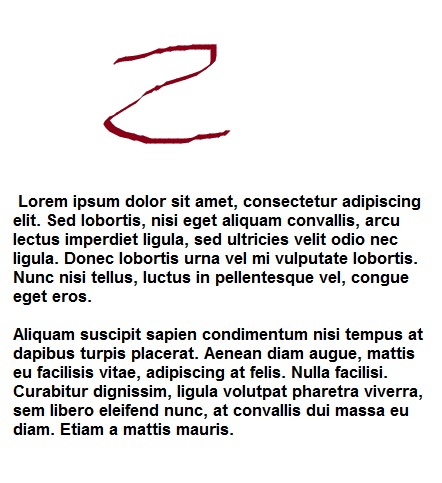 Z
Lorem ipsum dolor sit amet, consectetur adipiscing
elit. Sed lobortis, nisi eget aliquam convallis, arcu
lectus imperdiet ligula, sed ultricies velit odio nec
ligula. Donec lobortis urna vel mi vulputate lobortis.
Nunc nisi tellus, luctus in pellentesque vel, congue
eget eros.

Aliquam suscipit sapien condimentum nisi tempus at
dapibus turpis placerat. Aenean diam augue, mattis
eu facilisis vitae, adipiscing at felis. Nulla facilisi.
Curabitur dignissim, ligula volutpat pharetra viverra,
sem libero eleifend nunc, at convallis dui massa eu
diam. Etiam a mattis mauris.